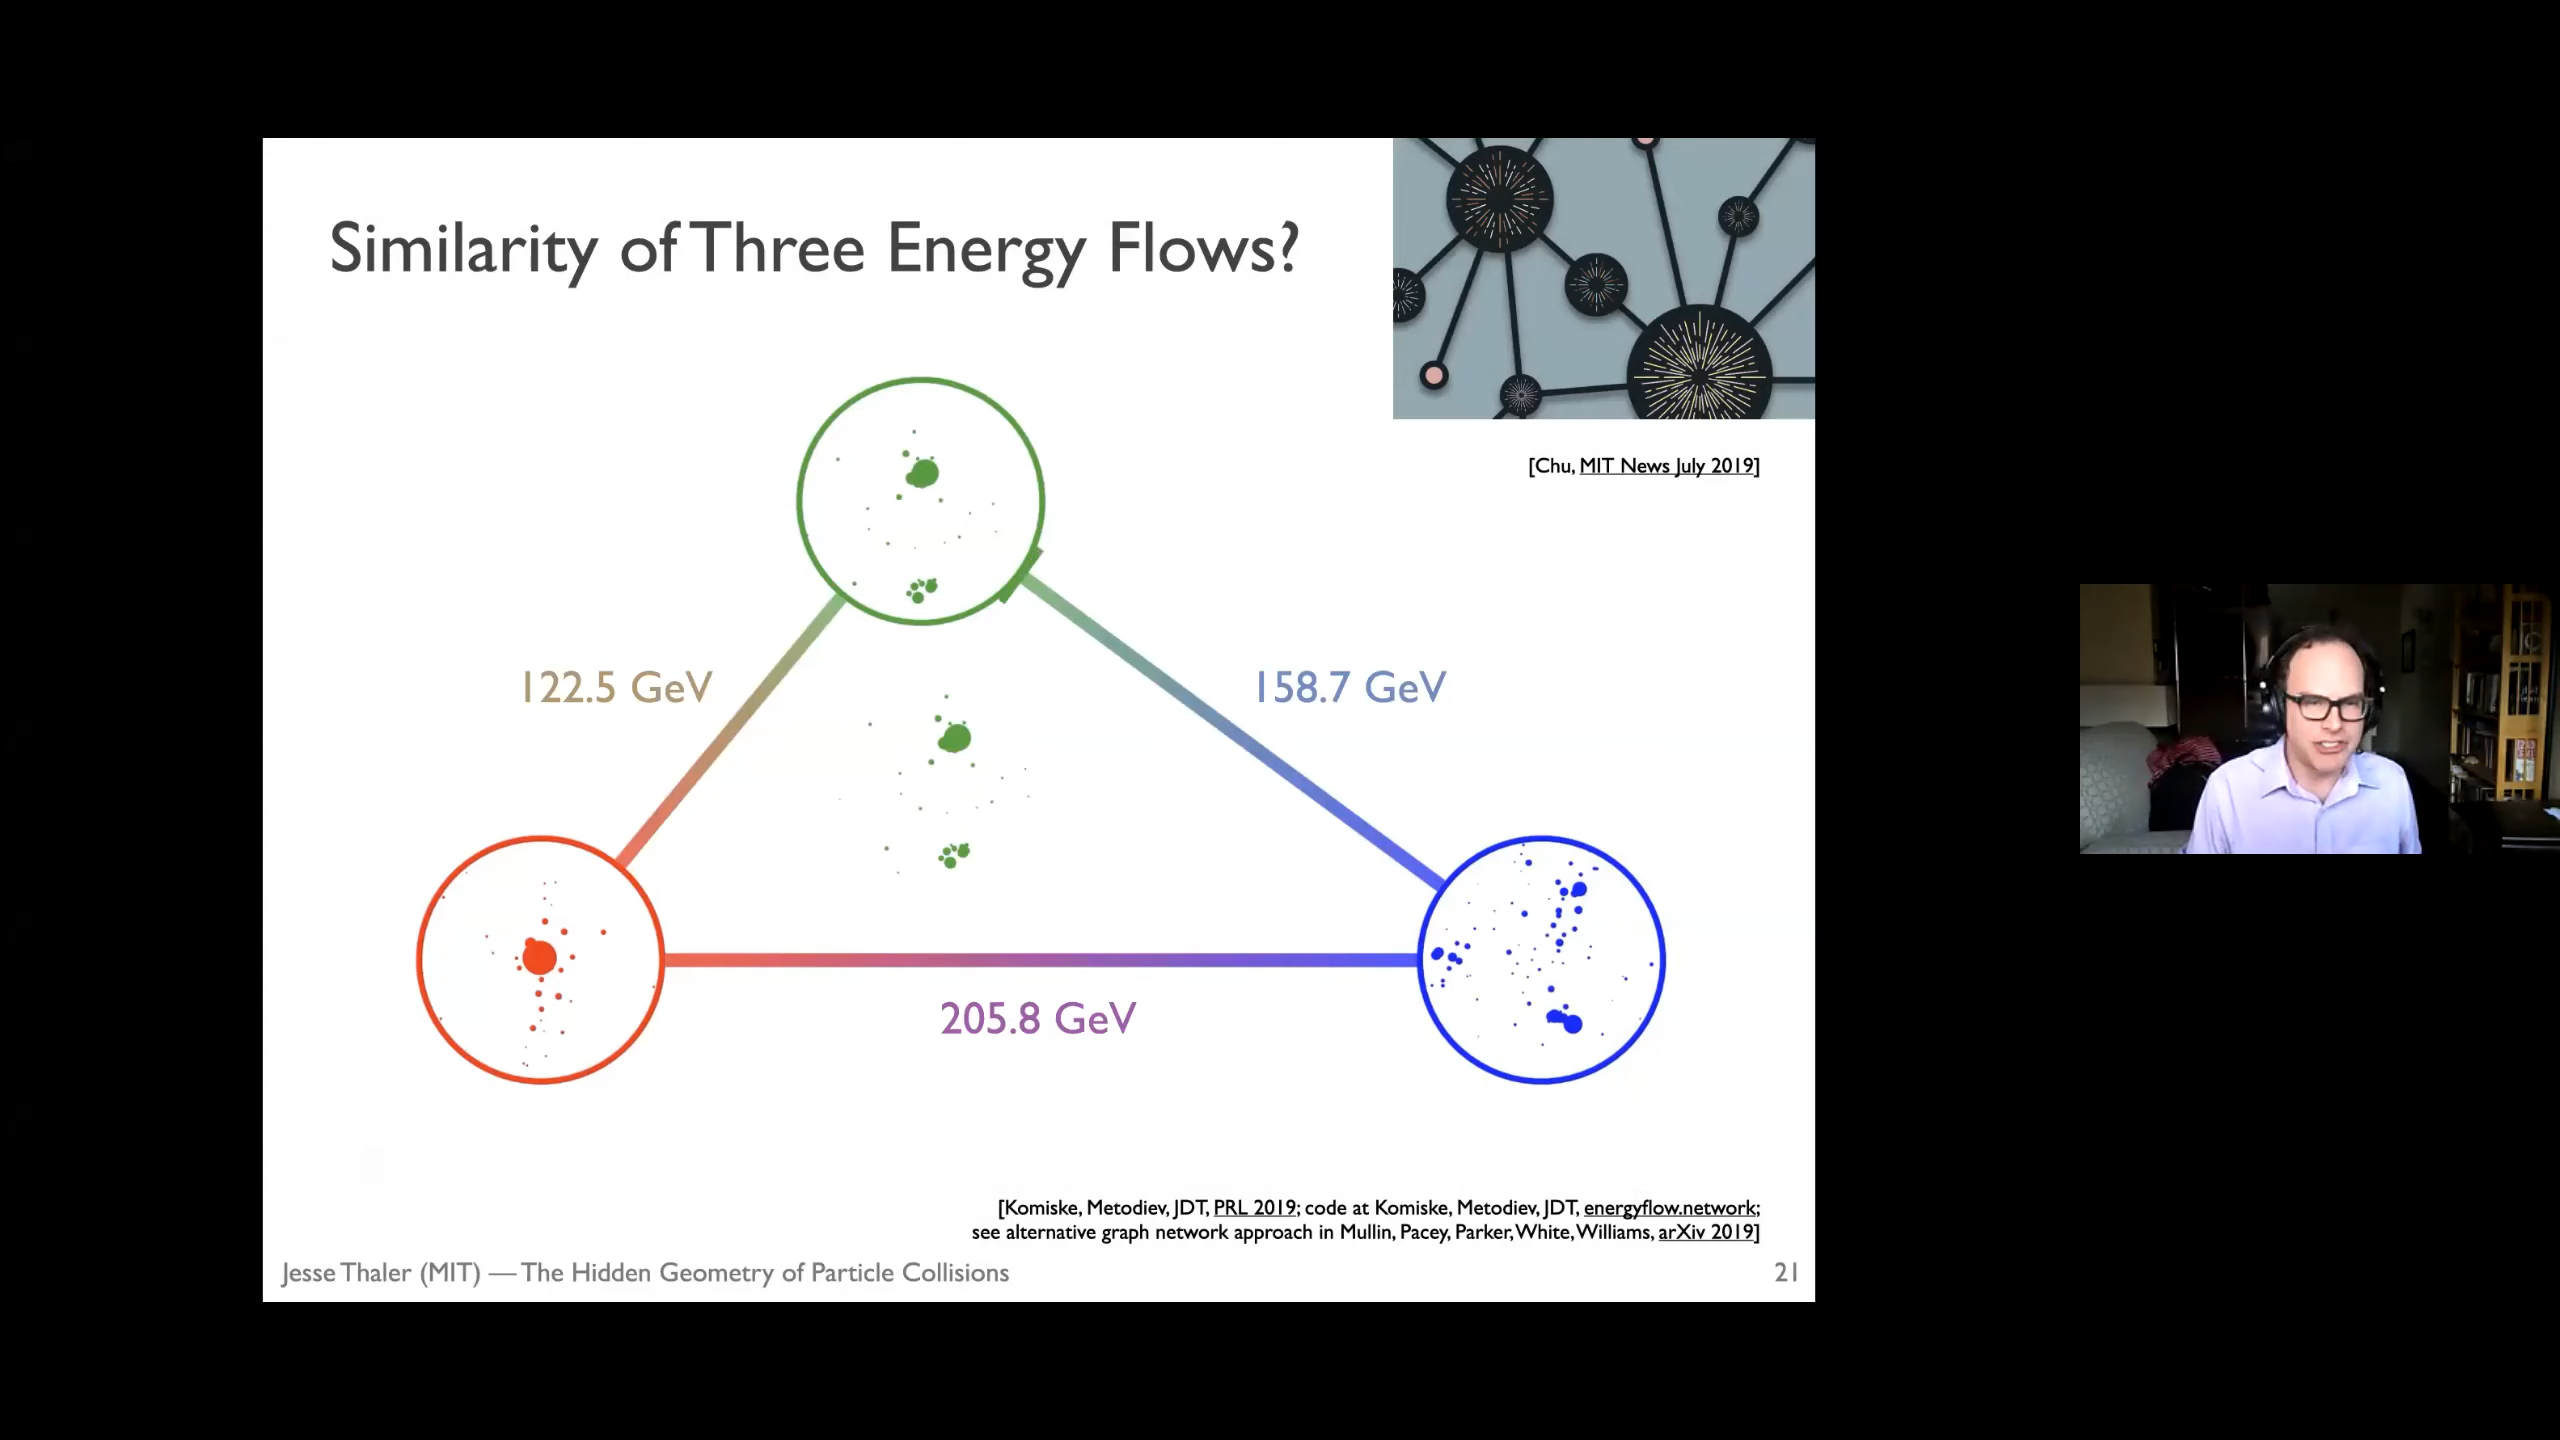 Similarity of Three Energy Flows?
[Chu, MIT News July 2019]
122.5 GeV
158.7 GeV
205.8 GeV
[Komiske, Metodiev, JDT, PRL 2019; code at Komiske, Metodiev, JDT, energyflow.network;
see alternative graph network approach in Mullin, Pacey, Parker, White, Williams, arXiv 2019]
Jesse Thaler (MIT) — The Hidden Geometry of Particle Collisions
21